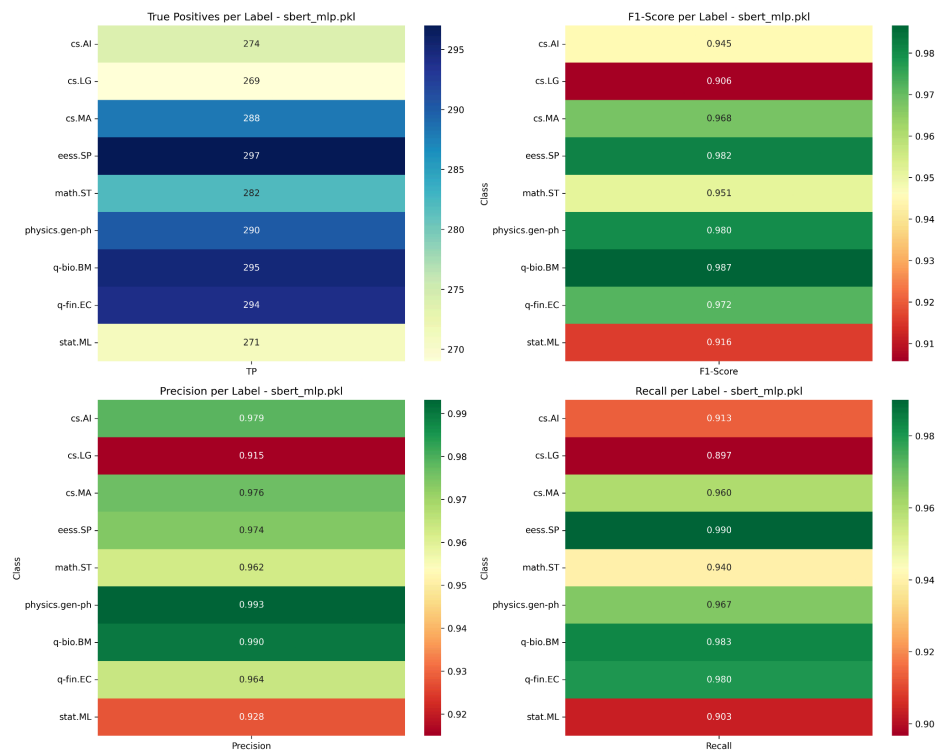 True Positives per Label - sbert_mlp.pkl
cs.AI
274
cs.LG
269
cs.MA
288
eess.SP
297
math.ST
282
physics.gen-ph
290
q-bio.BM
295
q-fin.EC
294
stat.ML
271
TP
295
290
285
280
275
270
F1-Score per Label - sbert_mlp.pkl
Class
cs.AI
0.945
cs.LG
0.906
cs.MA
0.968
eess.SP
0.982
math.ST
0.951
physics.gen-ph
0.980
q-bio.BM
0.987
q-fin.EC
0.972
stat.ML
0.916
F1-Score
0.98
0.97
0.96
0.95
0.94
0.93
0.92
0.91
Precision per Label - sbert_mlp.pkl
Class
cs.AI
0.979
cs.LG
0.915
cs.MA
0.976
eess.SP
0.974
math.ST
0.962
physics.gen-ph
0.993
q-bio.BM
0.990
q-fin.EC
0.964
stat.ML
0.928
Precision
0.99
0.98
0.97
0.96
0.95
0.94
0.93
0.92
Recall per Label - sbert_mlp.pkl
Class
cs.AI
0.913
cs.LG
0.897
cs.MA
0.960
eess.SP
0.990
math.ST
0.940
physics.gen-ph
0.967
q-bio.BM
0.983
q-fin.EC
0.980
stat.ML
0.903
Recall
0.98
0.96
0.94
0.92
0.90